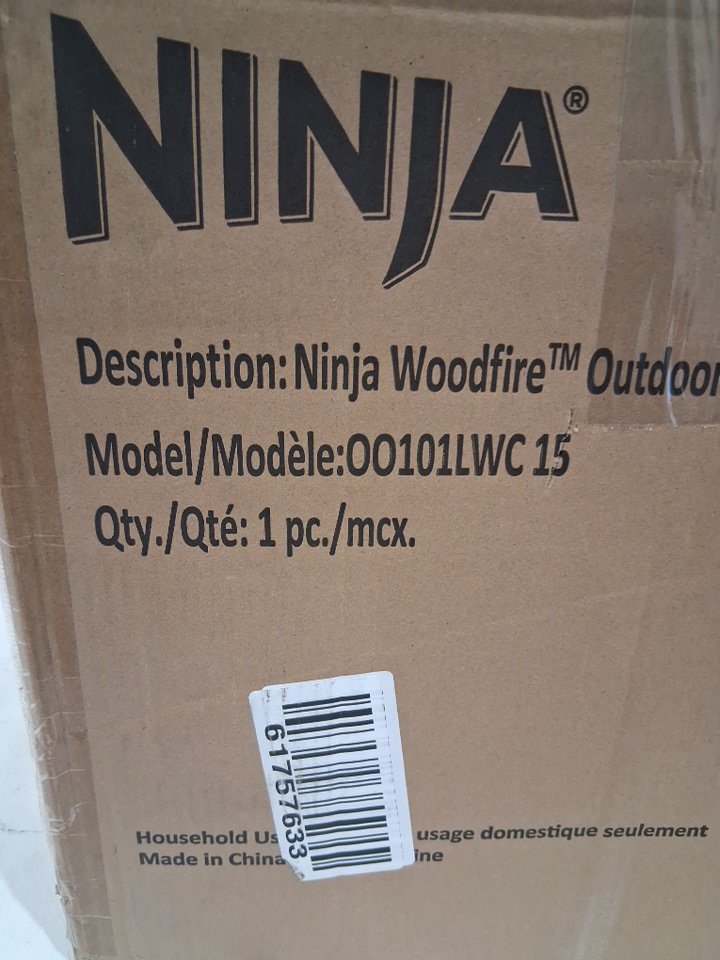 NINJA®
Description: Ninja Woodfire™ Outdoor
Model/Modèle:OO101LWC 15
Qty./Qté: 1 pc./mcx.
61757633
Household Us usage domestique seulement
Made in China ine